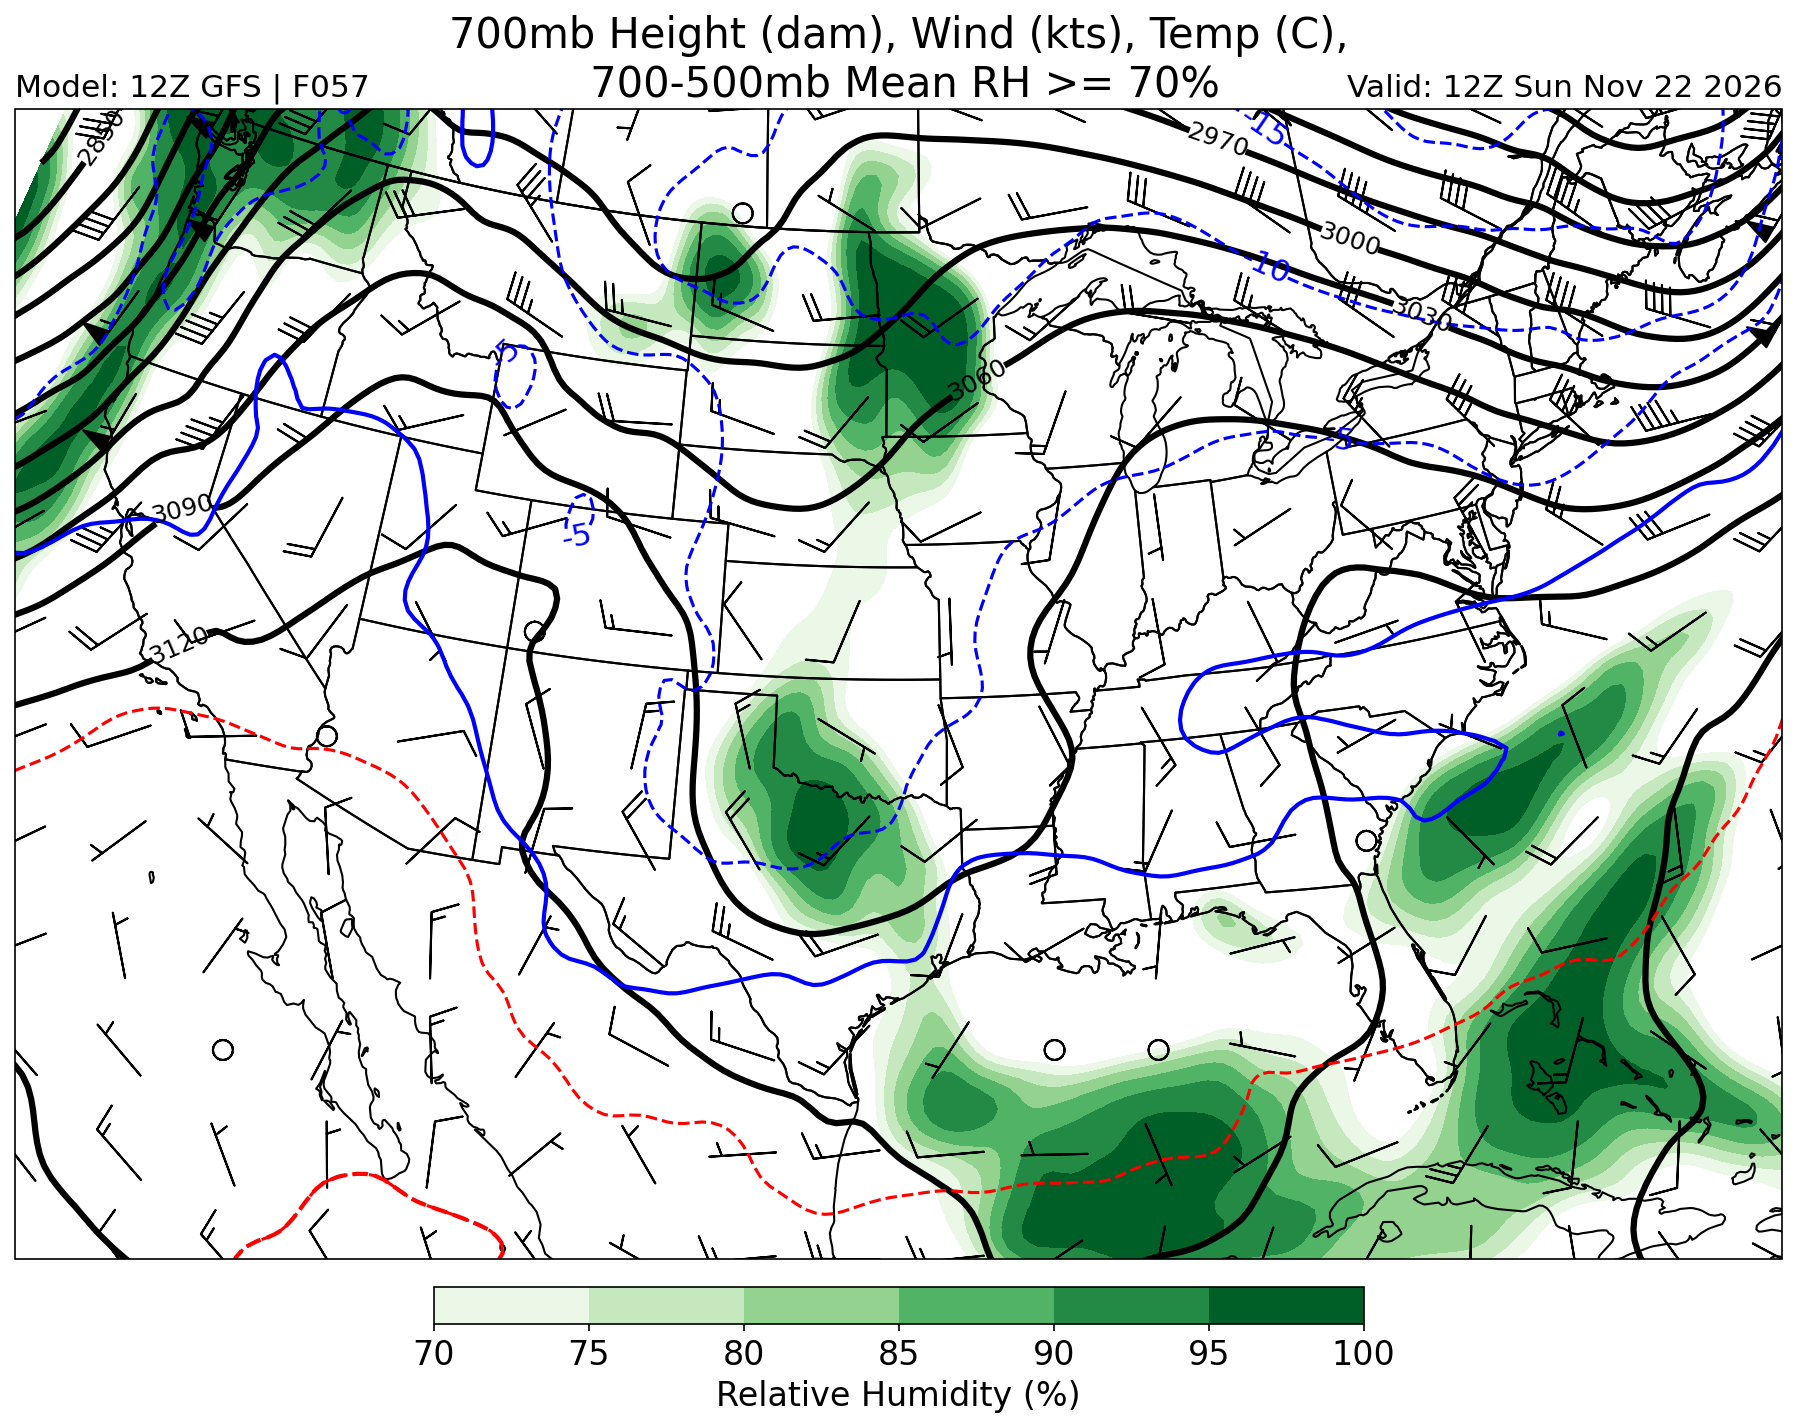 700mb Height (dam), Wind (kts), Temp (C),
Model: 12Z GFS | F057
700-500mb Mean RH >= 70%
Valid: 12Z Sun Nov 22 2026
2850
2970
-15
3000
-10
3030
3060
-5
-5
3090
-5
3120
70 75 80 85 90 95 100
Relative Humidity (%)